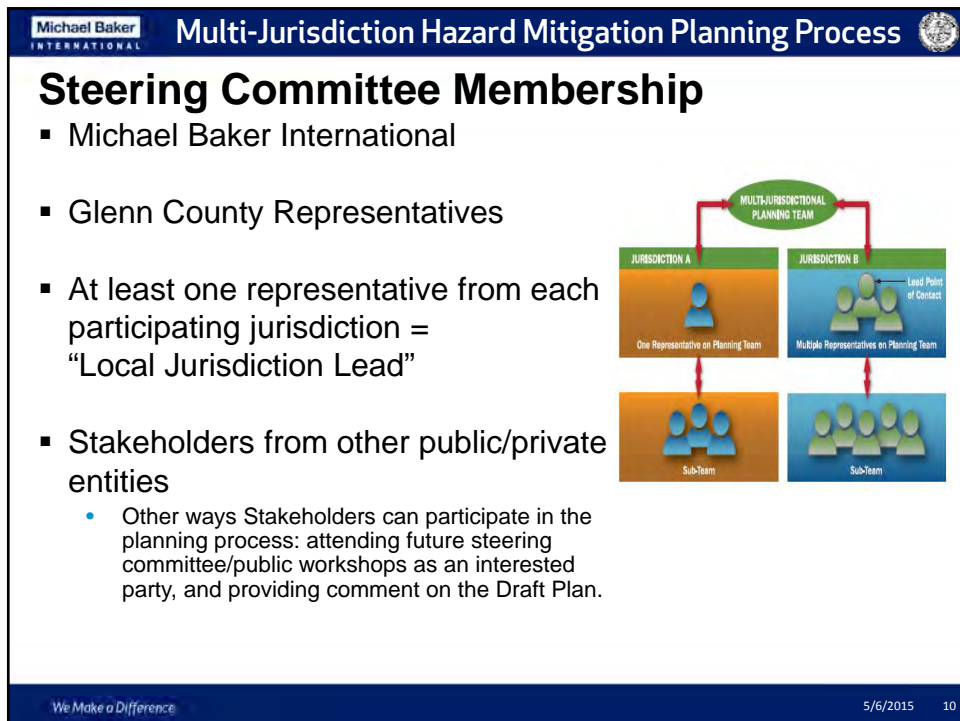 Michael Baker
INTERNATIONAL
Multi-Jurisdiction Hazard Mitigation Planning Process
Steering Committee Membership
▪ Michael Baker International
▪ Glenn County Representatives
▪ At least one representative from each
participating jurisdiction =
“Local Jurisdiction Lead”
▪ Stakeholders from other public/private
entities
• Other ways Stakeholders can participate in the
planning process: attending future steering
committee/public workshops as an interested
party, and providing comment on the Draft Plan.
MULTI-JURISDICTIONAL
PLANNING TEAM
JURISDICTION A
One Representative on Planning Team
Sub-Team
JURISDICTION B
Lead Point
of Contact
Multiple Representatives on Planning Team
Sub-Team
We Make a Difference
5/6/2015 10